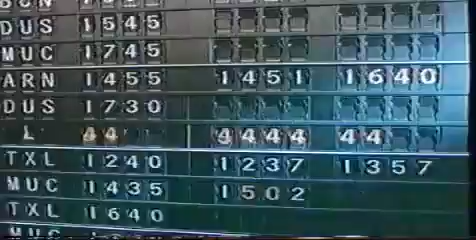 DUS 1545
MUC 1745
ARN 1455 1451 1640
DUS 1730
L 44 4444 44
TXL 1240 1237 1357
MUC 1435 1502
TXL 1640
MUC